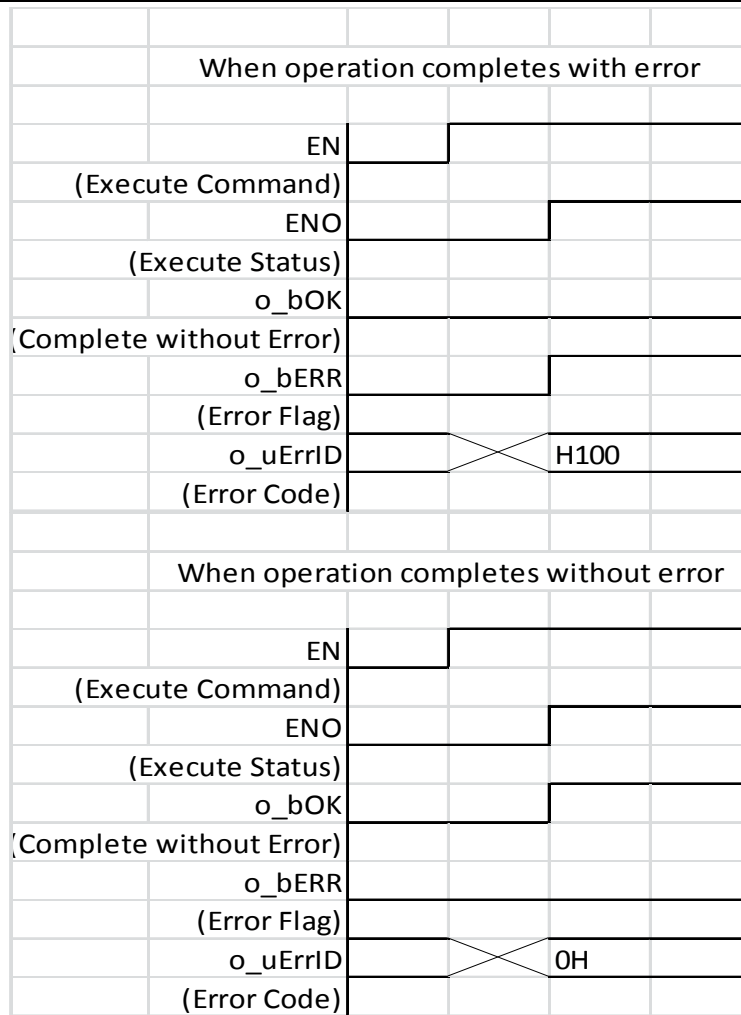 When operation completes with error
EN
(Execute Command)
ENO
(Execute Status)
o_bOK
(Complete without Error)
o_bERR
(Error Flag)
o_uErrID H100
(Error Code)
When operation completes without error
EN
(Execute Command)
ENO
(Execute Status)
o_bOK
(Complete without Error)
o_bERR
(Error Flag)
o_uErrID 0H
(Error Code)